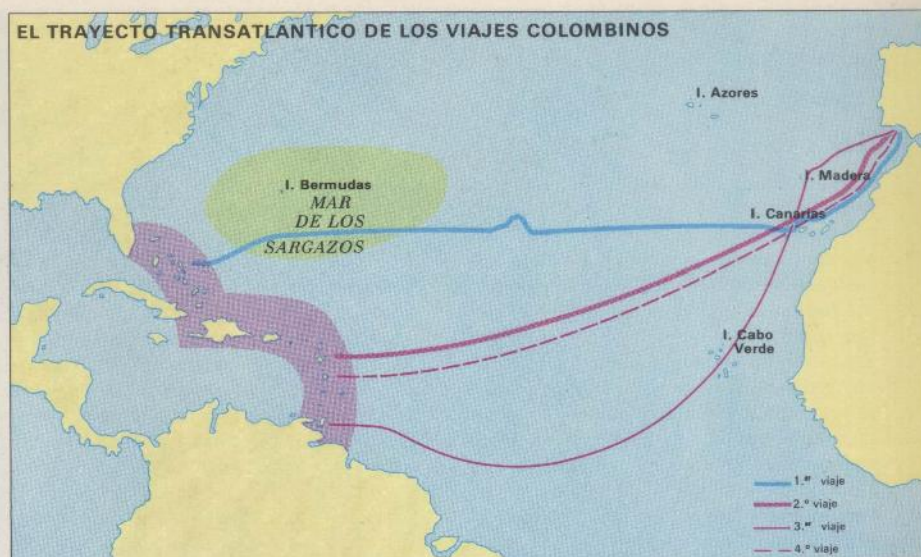 EL TRAYECTO TRANSATLANTICO DE LOS VIAJES COLOMBINOS
I. Azores
I. Madera
I. Bermudas
MAR
DE LOS
SARGAZOS
I. Canarias
I. Cabo
Verde
1.er viaje
2.º viaje
3.er viaje
4.º viaje